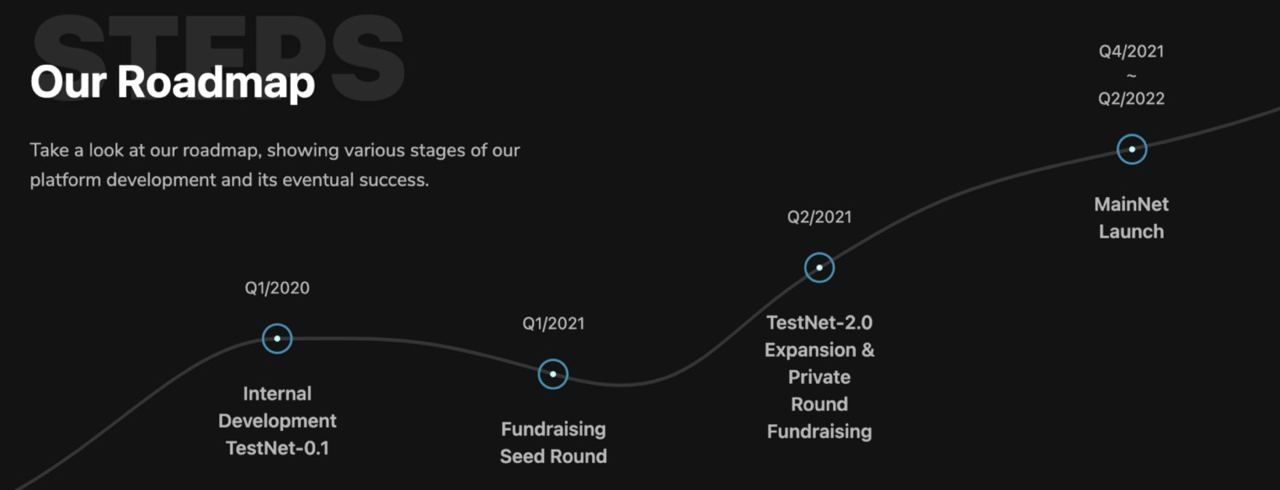 STEPS
Our Roadmap
Take a look at our roadmap, showing various stages of our
platform development and its eventual success.
Q1/2020
Internal
Development
TestNet-0.1
Q1/2021
Fundraising
Seed Round
Q2/2021
TestNet-2.0
Expansion &
Private
Round
Fundraising
Q4/2021
~
Q2/2022
MainNet
Launch